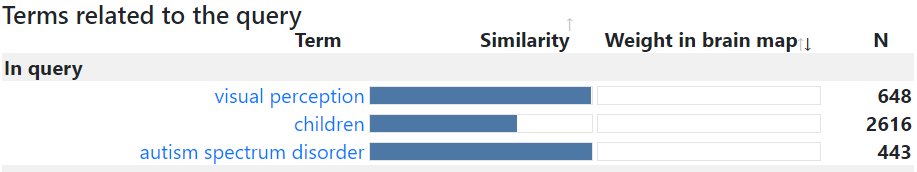 Terms related to the query
Term Similarity Weight in brain map N
In query
visual perception 648
children 2616
autism spectrum disorder 443